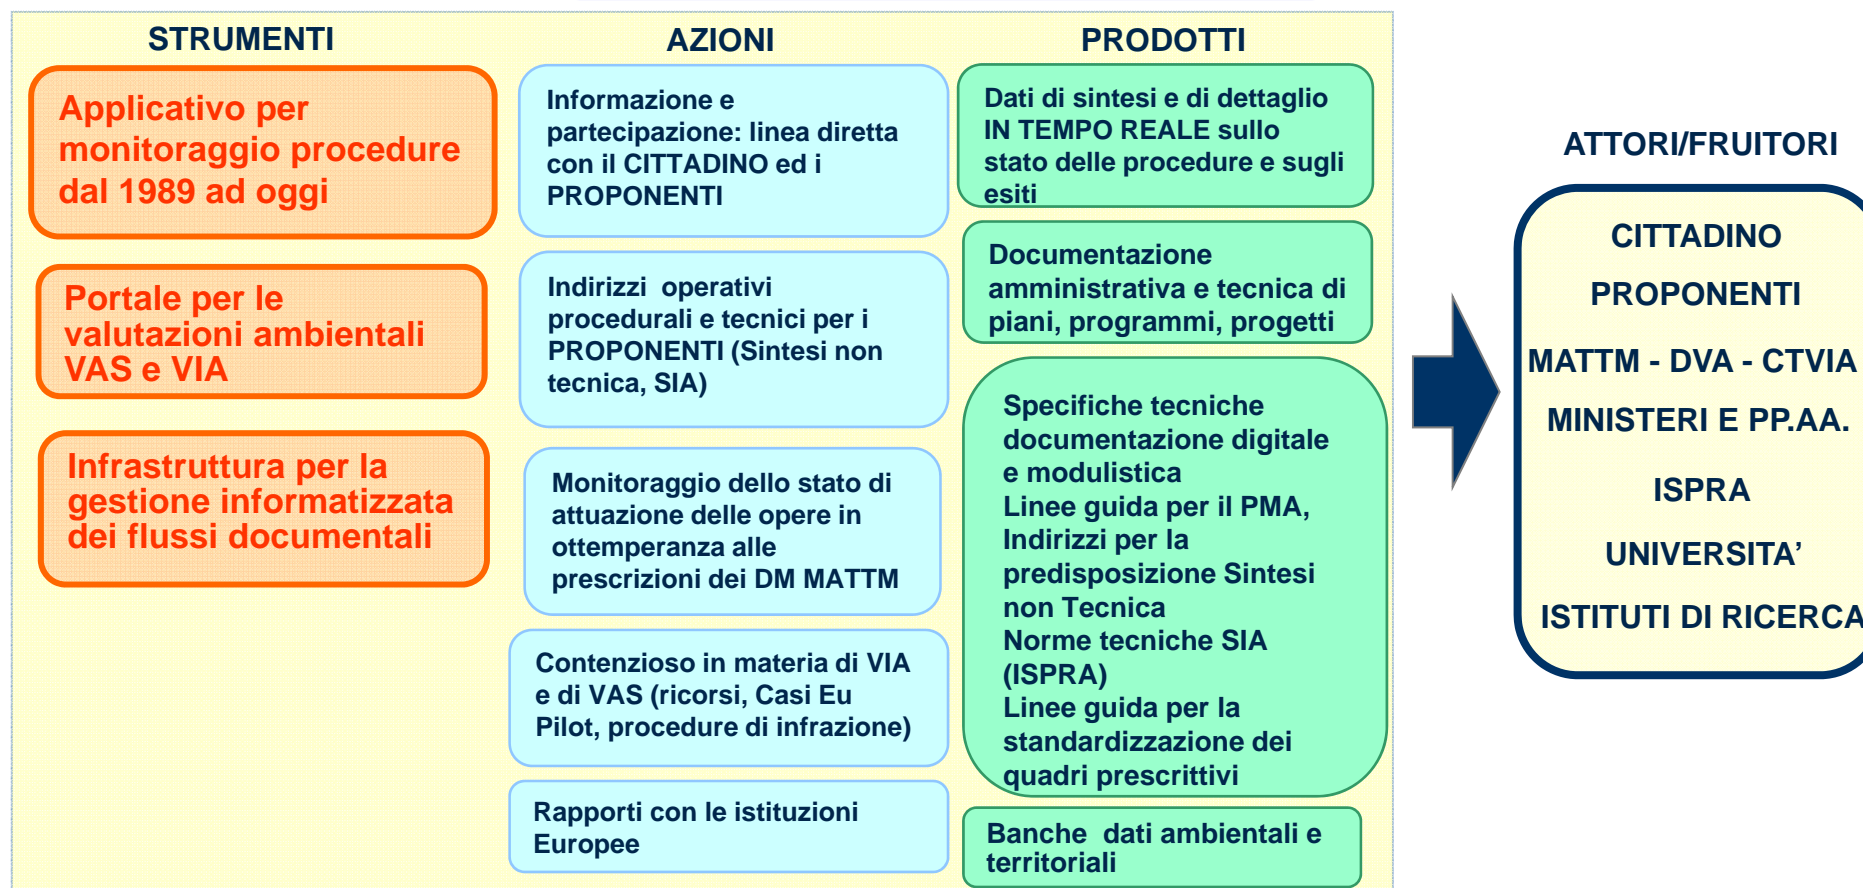 STRUMENTI
Applicativo per
monitoraggio procedure
dal 1989 ad oggi
Portale per le
valutazioni ambientali
VAS e VIA
Infrastruttura per la
gestione informatizzata
dei flussi documentali
AZIONI
Informazione e
partecipazione: linea diretta
con il CITTADINO ed i
PROPONENTI
Indirizzi operativi
procedurali e tecnici per i
PROPONENTI (Sintesi non
tecnica, SIA)
Monitoraggio dello stato di
attuazione delle opere in
ottemperanza alle
prescrizioni dei DM MATTM
Contenzioso in materia di VIA
e di VAS (ricorsi, Casi Eu
Pilot, procedure di infrazione)
Rapporti con le istituzioni
Europee
PRODOTTI
Dati di sintesi e di dettaglio
IN TEMPO REALE sullo
stato delle procedure e sugli
esiti
Documentazione
amministrativa e tecnica di
piani, programmi, progetti
Specifiche tecniche
documentazione digitale
e modulistica
Linee guida per il PMA,
Indirizzi per la
predisposizione Sintesi
non Tecnica
Norme tecniche SIA
(ISPRA)
Linee guida per la
standardizzazione dei
quadri prescrittivi
Banche dati ambientali e
territoriali
ATTORI/FRUITORI
CITTADINO
PROPONENTI
MATTM - DVA - CTVIA
MINISTERI E PP.AA.
ISPRA
UNIVERSITA’
ISTITUTI DI RICERCA